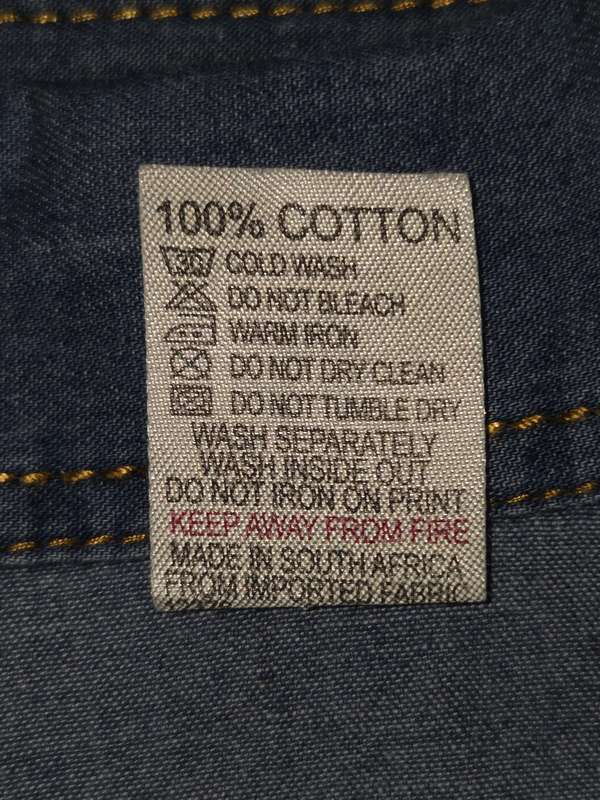 100% COTTON
COLD WASH
DO NOT BLEACH
WARM IRON
DO NOT DRY CLEAN
DO NOT TUMBLE DRY
WASH SEPARATELY
WASH INSIDE OUT
DO NOT IRON ON PRINT
KEEP AWAY FROM FIRE
MADE IN SOUTH AFRICA
FROM IMPORTED FABRIC